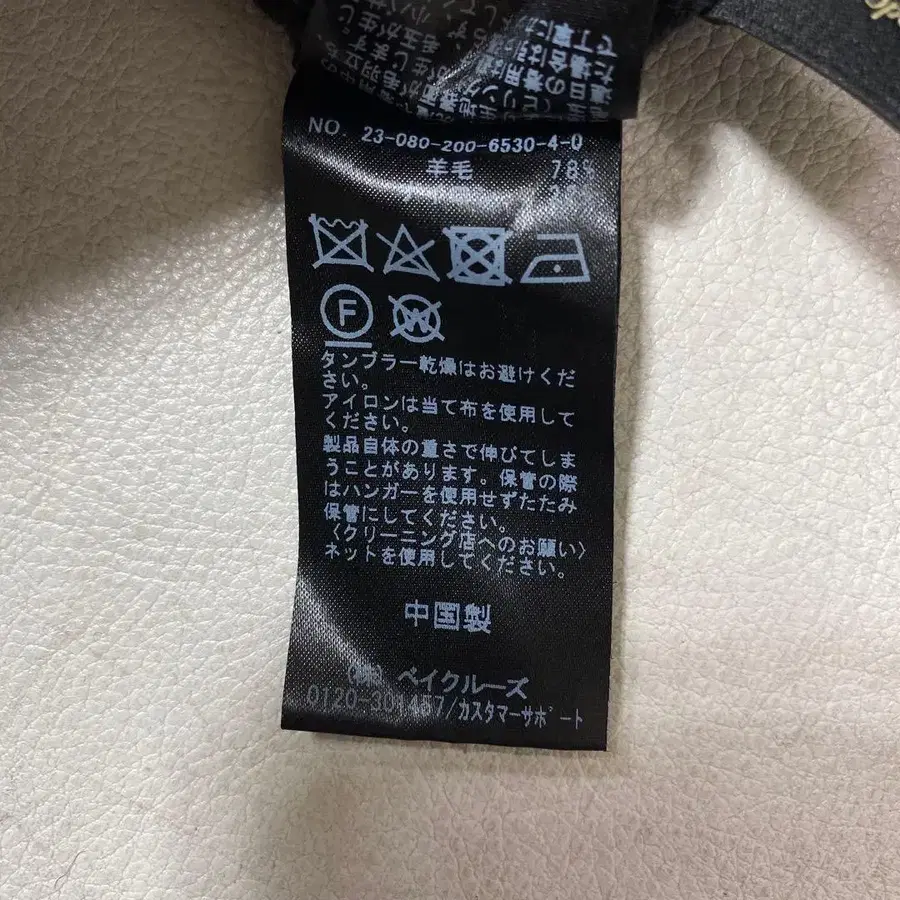 NO. 23-080-200-6530-4-0
羊毛
タンブラー乾燥はお避けくだ
さい。
アイロンは当て布を使用して
ください。
製品自体の重さで伸びてしま
うことがあります。保管の際
はハンガーを使用せずたたみ
保管にしてください。
〈クリーニング店へのお願い〉
ネットを使用してください。
中国製
(株) ベイクルーズ
0120-301457/カスタマーサポート
F
W